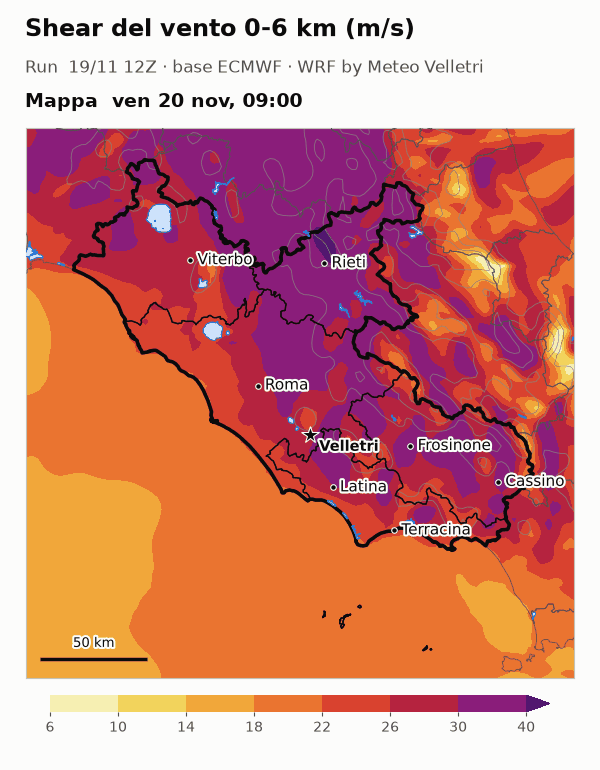 Shear del vento 0-6 km (m/s)
Run  19/11 12Z · base ECMWF · WRF by Meteo Velletri
Mappa  ven 20 nov, 09:00
Viterbo
Rieti
Roma
Velletri
Frosinone
Cassino
Latina
Terracina
50 km
6 10 14 18 22 26 30 40